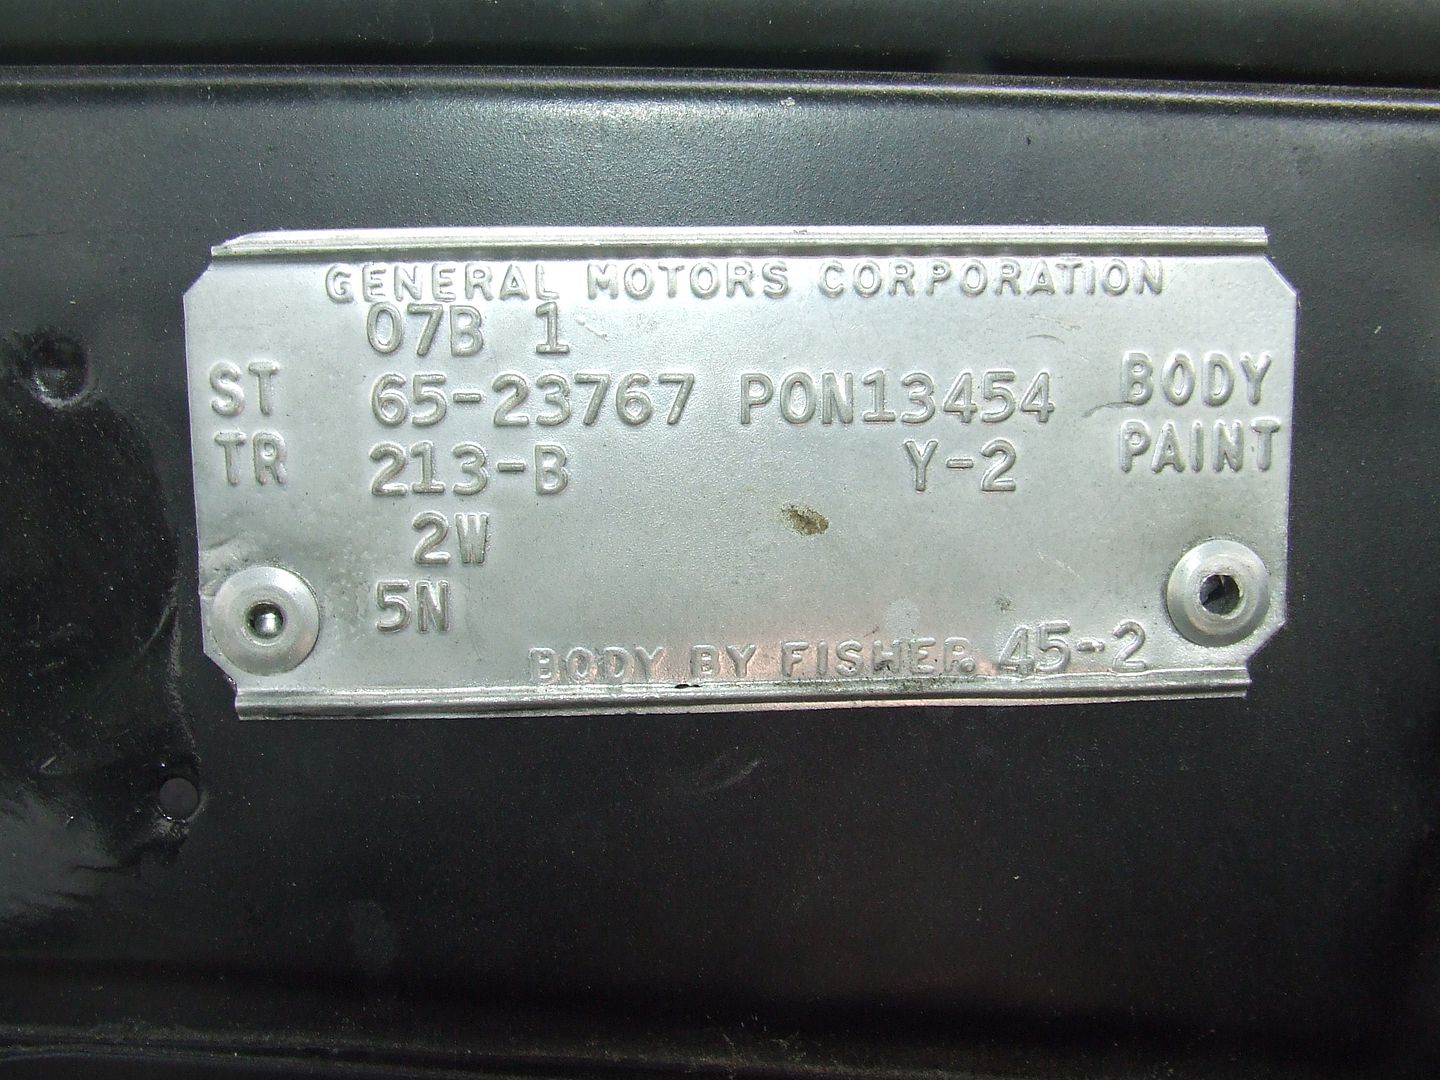 GENERAL MOTORS CORPORATION
07B 1
ST 65-23767 PON13454 BODY
TR 213-B Y-2 PAINT
2W
5N
BODY BY FISHER. 45-2